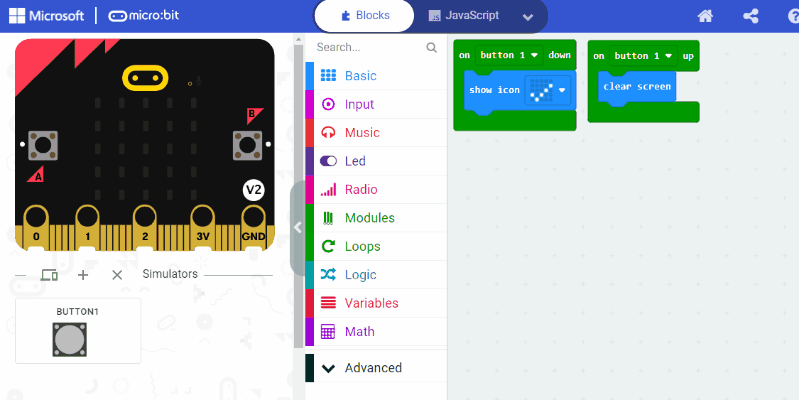 Microsoft
micro:bit
Blocks
JavaScript
JS
?
B
A
V2
0
1
2
3V
GND
Simulators
BUTTON1
Search...
Basic
Input
Music
Led
Radio
Modules
Loops
Logic
Variables
Math
Advanced
on button 1 down
show icon
on button 1 up
clear screen